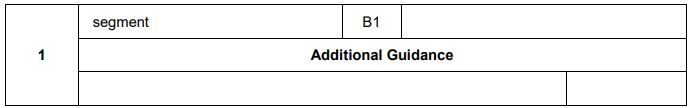 segment B1
1
Additional Guidance